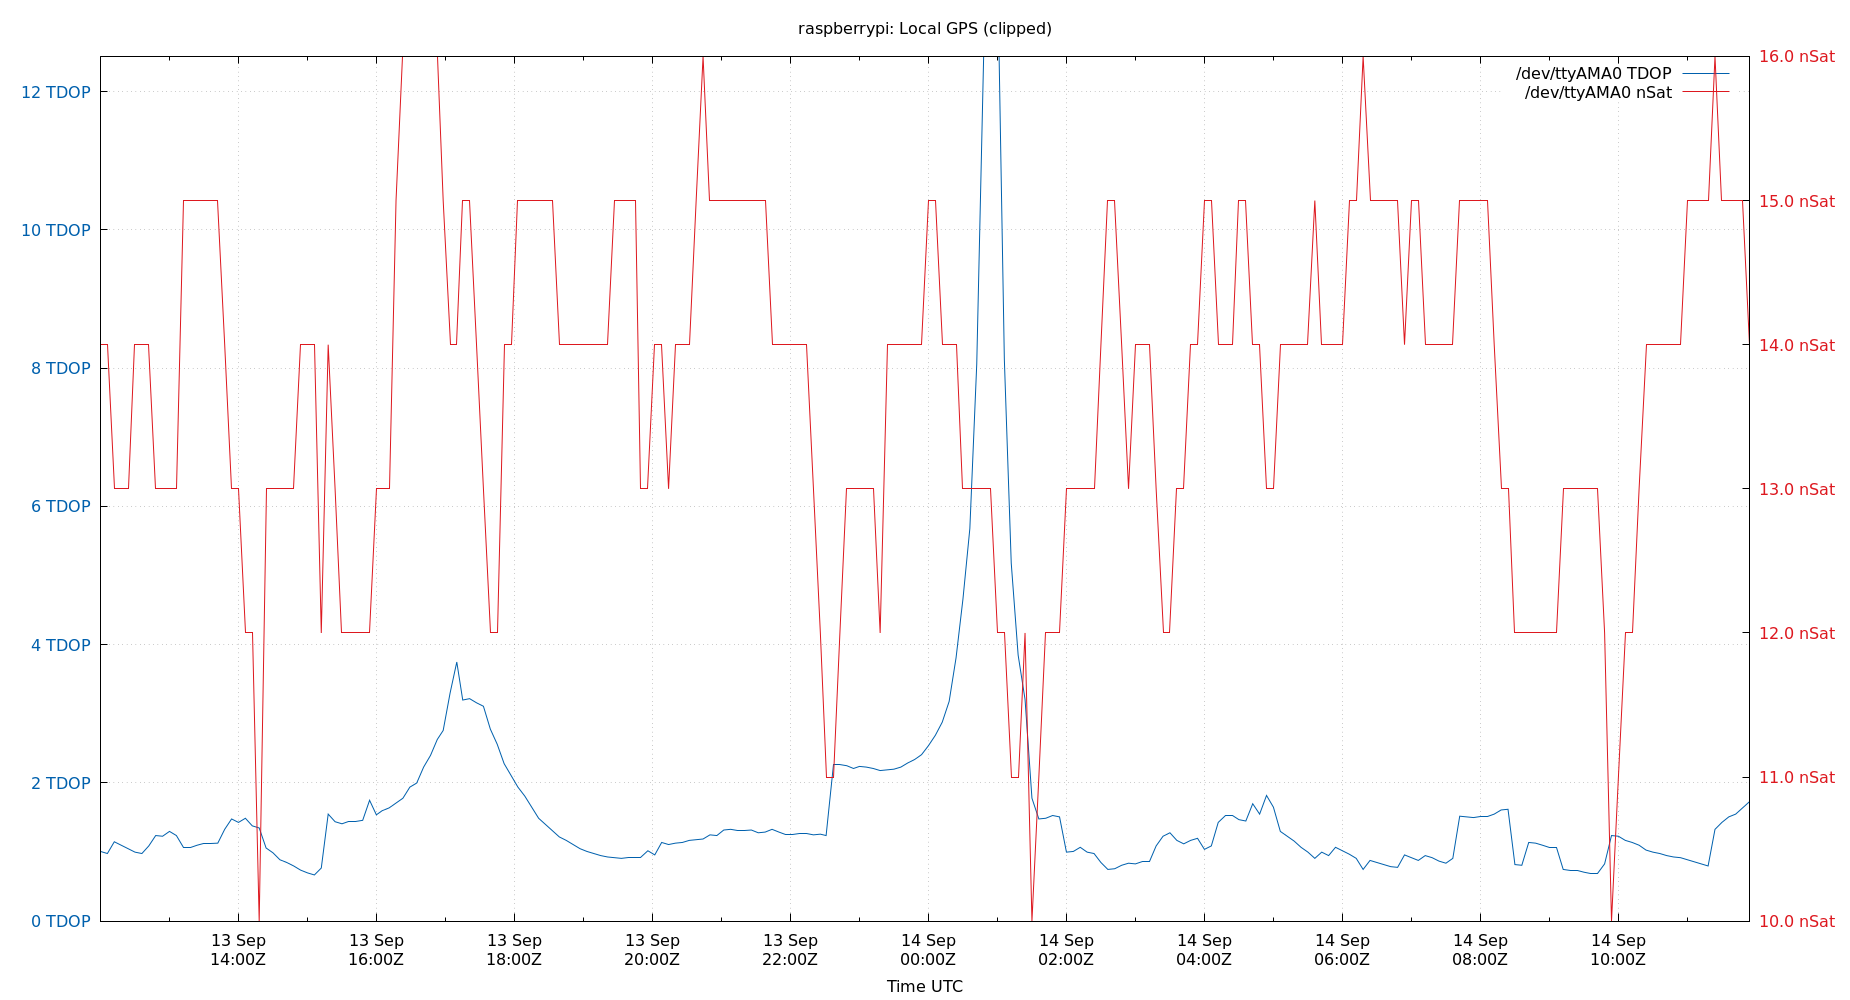 raspberrypi: Local GPS (clipped)
16.0 nSat
/dev/ttyAMA0 TDOP
12 TDOP
/dev/ttyAMA0 nSat
15.0 nSat
10 TDOP
14.0 nSat
8 TDOP
13.0 nSat
6 TDOP
12.0 nSat
4 TDOP
11.0 nSat
2 TDOP
0 TDOP
10.0 nSat
13 Sep 13 Sep 13 Sep 13 Sep 13 Sep 14 Sep 14 Sep 14 Sep 14 Sep 14 Sep 14 Sep
14:00Z 16:00Z 18:00Z 20:00Z 22:00Z 00:00Z 02:00Z 04:00Z 06:00Z 08:00Z 10:00Z
Time UTC